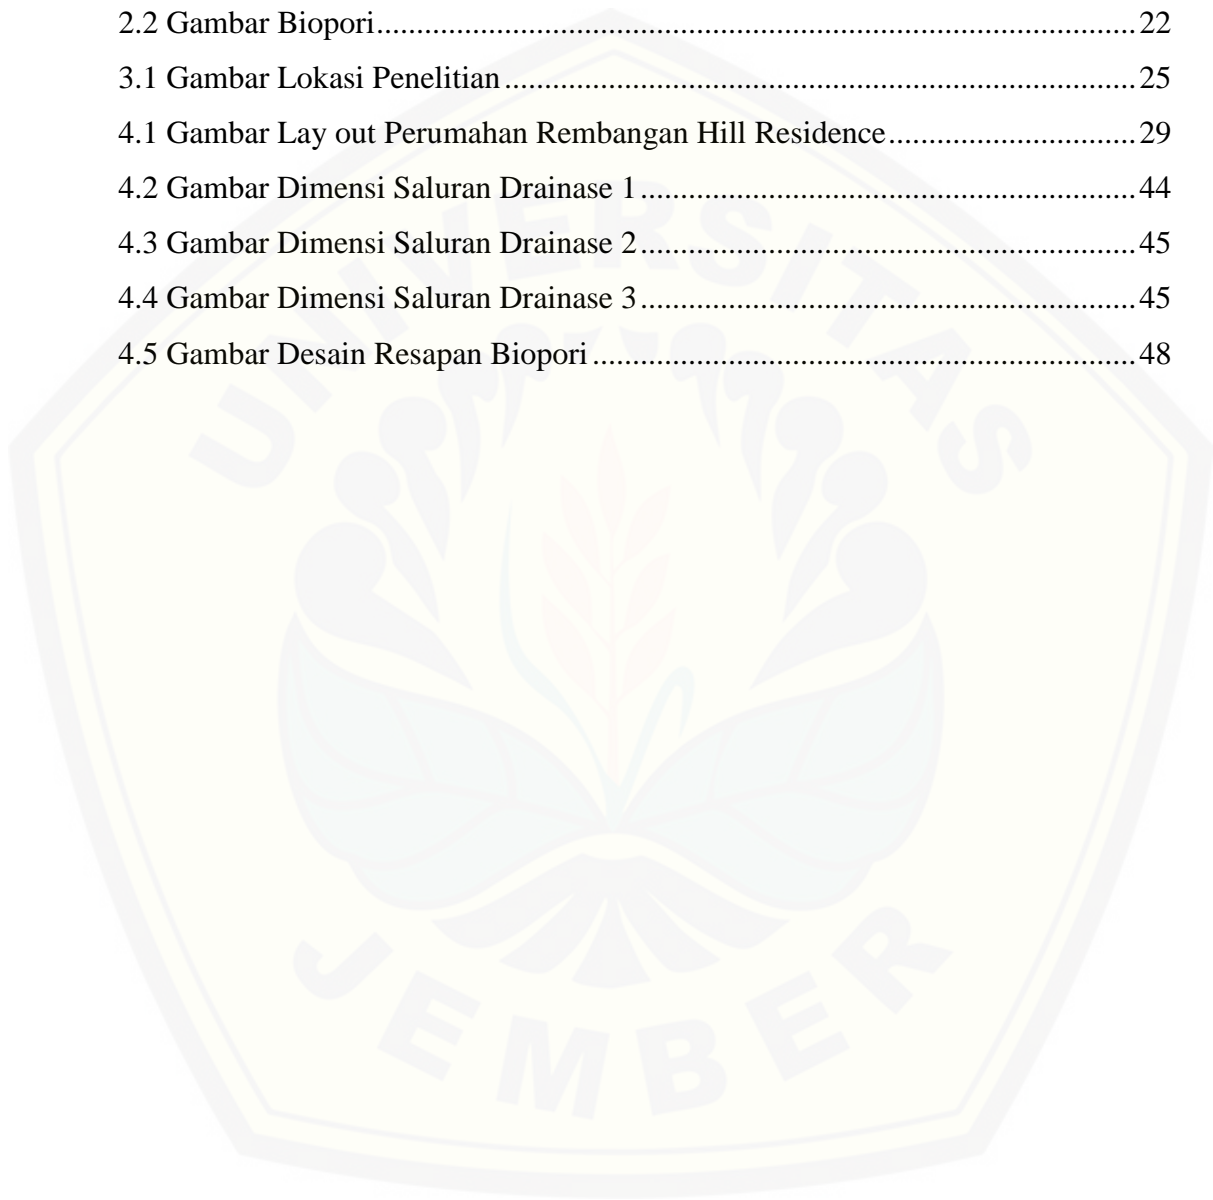 2.2 Gambar Biopori.......................................................................................22
3.1 Gambar Lokasi Penelitian........................................................................25
4.1 Gambar Lay out Perumahan Rembangan Hill Residence............................29
4.2 Gambar Dimensi Saluran Drainase 1........................................................44
4.3 Gambar Dimensi Saluran Drainase 2........................................................45
4.4 Gambar Dimensi Saluran Drainase 3........................................................45
4.5 Gambar Desain Resapan Biopori..............................................................48
UNIVERSITAS
JEMBER